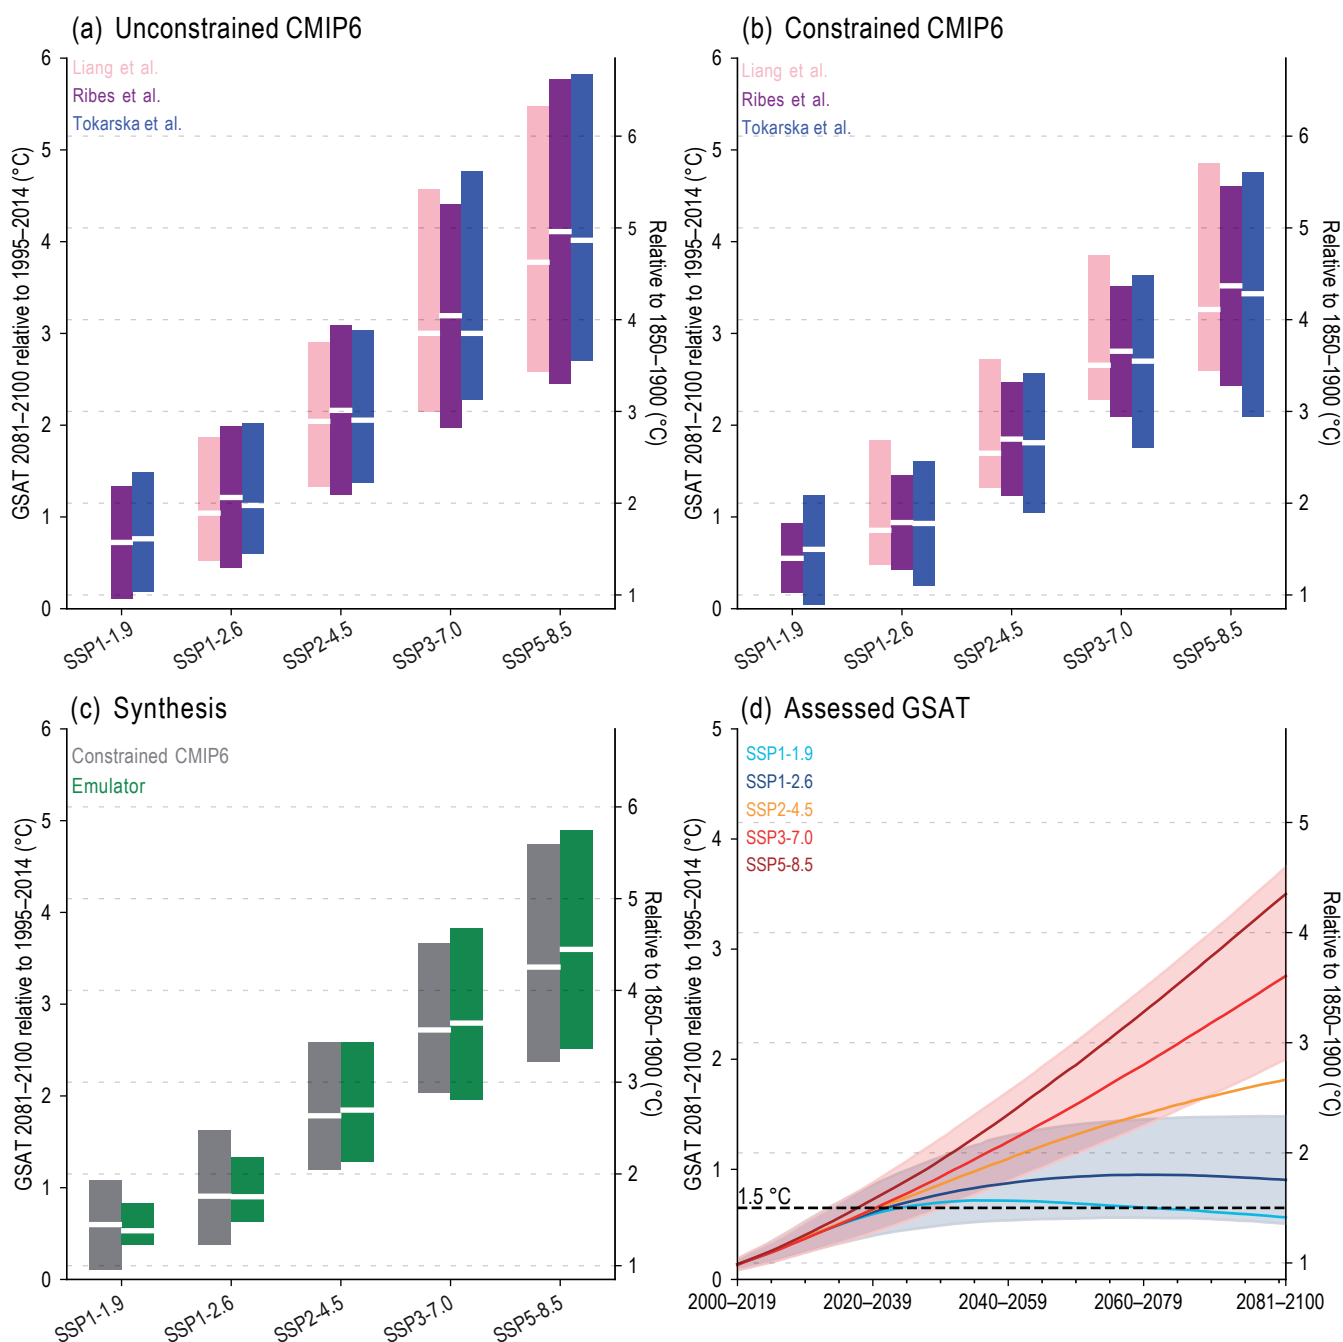 (a) Unconstrained CMIP6
Liang et al.
Ribes et al.
Tokarska et al.
GSAT 2081–2100 relative to 1995–2014 (°C)
6
5
4
3
2
1
0
Relative to 1850–1900 (°C)
6
5
4
3
2
1
SSP1-1.9
SSP1-2.6
SSP2-4.5
SSP3-7.0
SSP5-8.5
(b) Constrained CMIP6
Liang et al.
Ribes et al.
Tokarska et al.
GSAT 2081–2100 relative to 1995–2014 (°C)
6
5
4
3
2
1
0
Relative to 1850–1900 (°C)
6
5
4
3
2
1
SSP1-1.9
SSP1-2.6
SSP2-4.5
SSP3-7.0
SSP5-8.5
(c) Synthesis
Constrained CMIP6
Emulator
GSAT 2081–2100 relative to 1995–2014 (°C)
6
5
4
3
2
1
0
Relative to 1850–1900 (°C)
6
5
4
3
2
1
SSP1-1.9
SSP1-2.6
SSP2-4.5
SSP3-7.0
SSP5-8.5
(d) Assessed GSAT
SSP1-1.9
SSP1-2.6
SSP2-4.5
SSP3-7.0
SSP5-8.5
GSAT 2081–2100 relative to 1995–2014 (°C)
5
4
3
2
1
0
1.5 °C
Relative to 1850–1900 (°C)
5
4
3
2
1
2000–2019
2020–2039
2040–2059
2060–2079
2081–2100